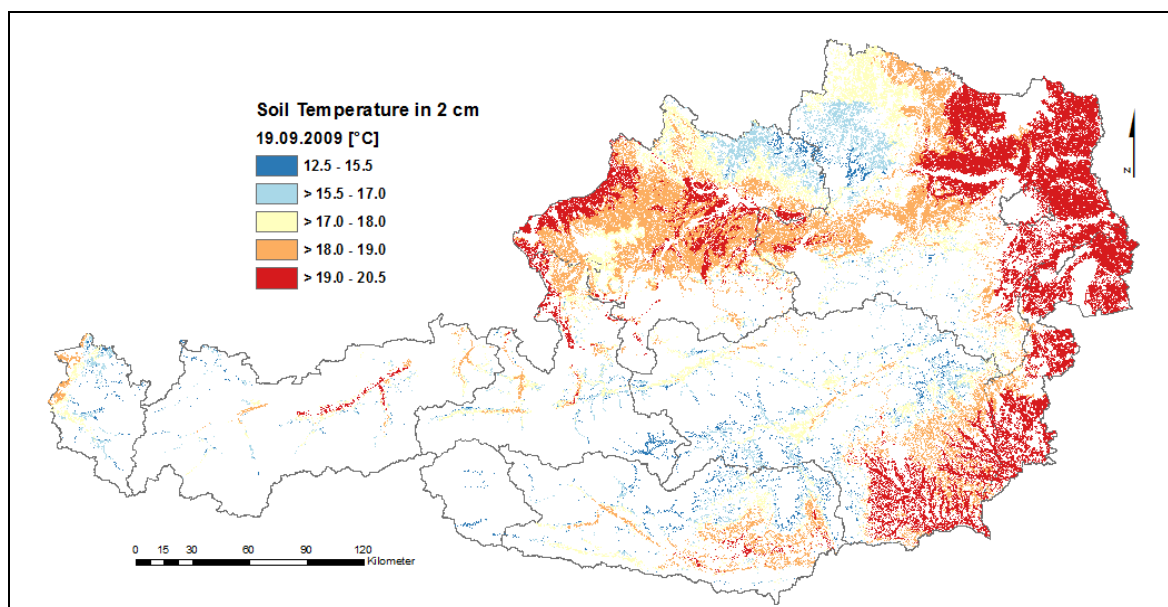 Soil Temperature in 2 cm
19.09.2009 [°C]
12.5 - 15.5
> 15.5 - 17.0
> 17.0 - 18.0
> 18.0 - 19.0
> 19.0 - 20.5
N
0 15 30 60 90 120
Kilometer